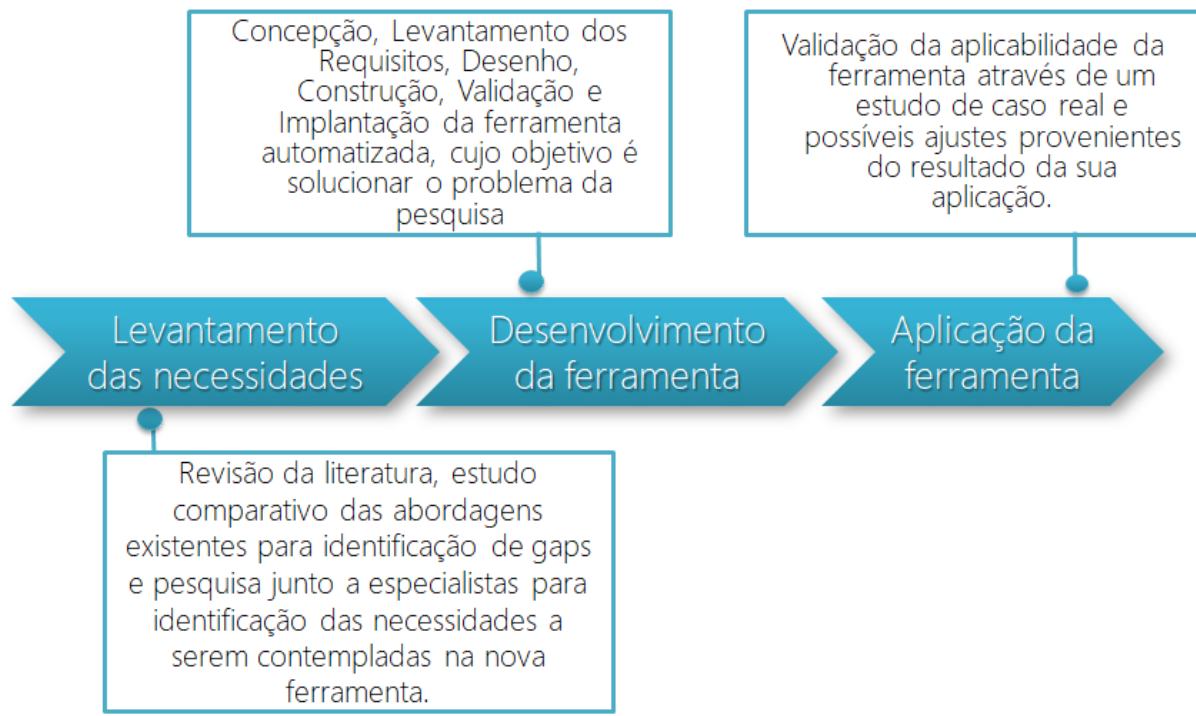 Concepção, Levantamento dos
Requisitos, Desenho,
Construção, Validação e
Implantação da ferramenta
automatizada, cujo objetivo é
solucionar o problema da
pesquisa
Validação da aplicabilidade da
ferramenta através de um
estudo de caso real e
possíveis ajustes provenientes
do resultado da sua
aplicação.
Levantamento
das necessidades
Desenvolvimento
da ferramenta
Aplicação da
ferramenta
Revisão da literatura, estudo
comparativo das abordagens
existentes para identificação de gaps
e pesquisa junto a especialistas para
identificação das necessidades a
serem contempladas na nova
ferramenta.